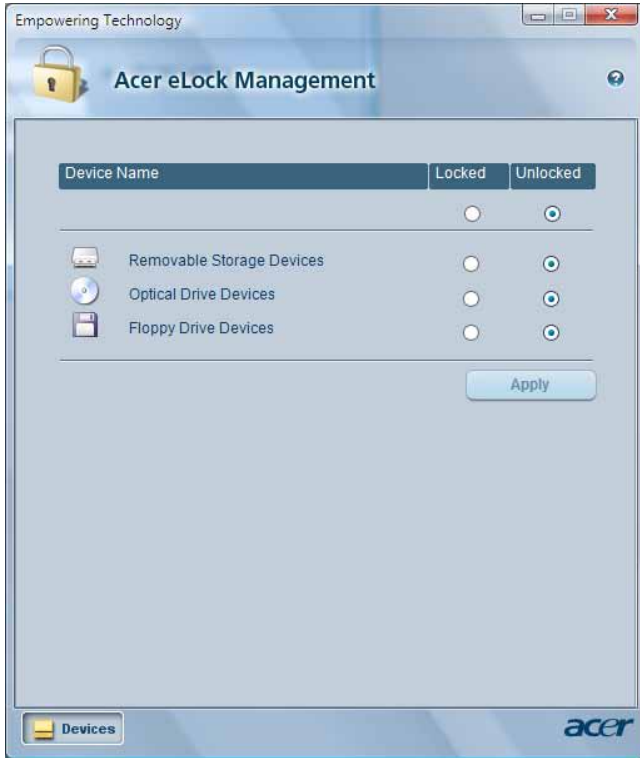 Empowering Technology
Acer eLock Management
Device Name Locked Unlocked
Removable Storage Devices
Optical Drive Devices
Floppy Drive Devices
Apply
Devices acer